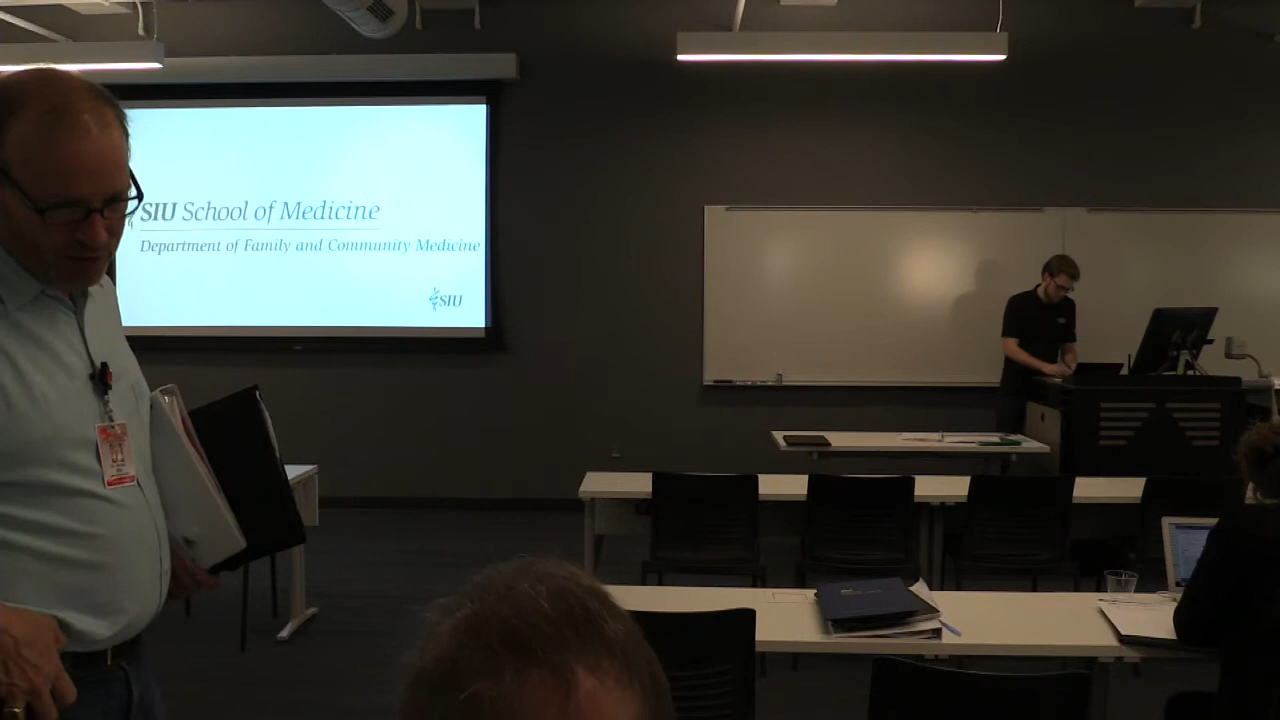 SIU School of Medicine
Department of Family and Community Medicine
SIU